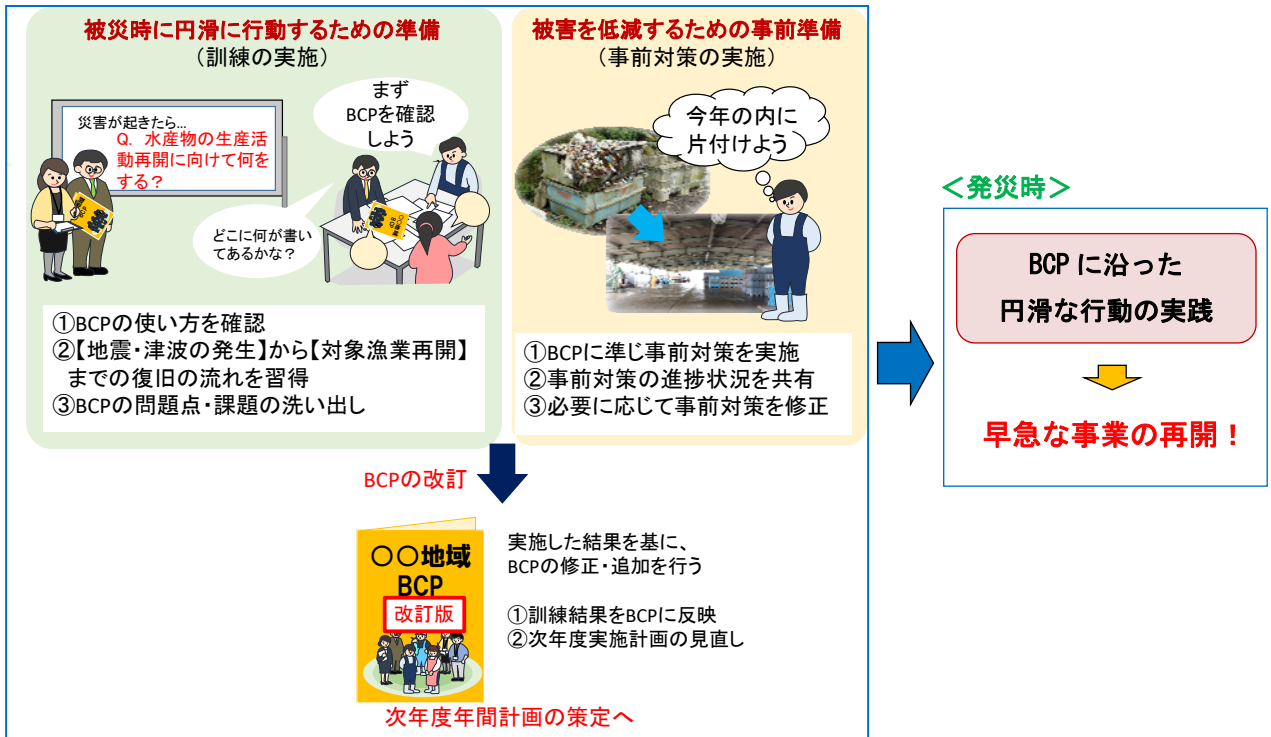 被災時に円滑に行動するための準備
（訓練の実施）
災害が起きたら…
Q. 水産物の生産活
動再開に向けて何を
する？
まず
BCPを確認
しよう
どこに何が書い
てあるかな？
①BCPの使い方を確認
②【地震・津波の発生】から【対象漁業再開】
までの復旧の流れを習得
③BCPの問題点・課題の洗い出し
被害を低減するための事前準備
（事前対策の実施）
今年の内に
片付けよう
①BCPに準じ事前対策を実施
②事前対策の進捗状況を共有
③必要に応じて事前対策を修正
BCPの改訂
〇〇地域
BCP
改訂版
実施した結果を基に、
BCPの修正・追加を行う
①訓練結果をBCPに反映
②次年度実施計画の見直し
次年度年間計画の策定へ
＜発災時＞
BCPに沿った
円滑な行動の実践
早急な事業の再開！